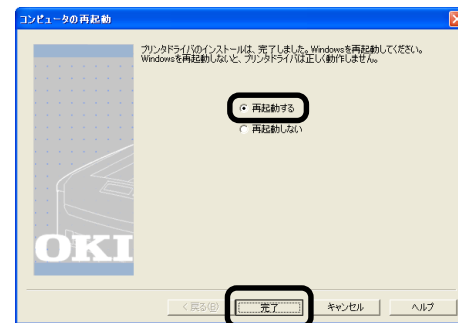 コンピュータの再起動
プリンタドライバのインストールは、完了しました。Windowsを再起動してください。
Windowsを再起動しないと、プリンタドライバは正しく動作しません。
再起動する
再起動しない
OKI
< 戻る(B)
完了
キャンセル
ヘルプ